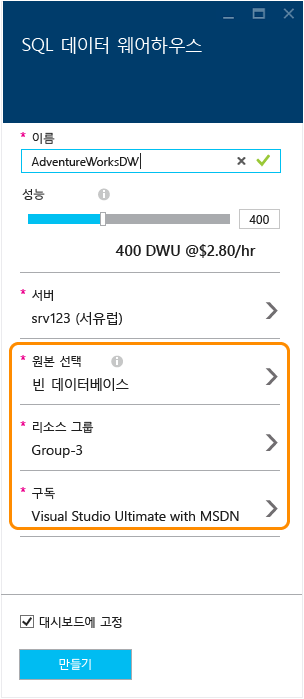 SQL 데이터 웨어하우스
* 이름
AdventureWorksDW
성능
400
400 DWU @$2.80/hr
* 서버
srv123 (서유럽)
* 원본 선택
빈 데이터베이스
* 리소스 그룹
Group-3
* 구독
Visual Studio Ultimate with MSDN
대시보드에 고정
만들기